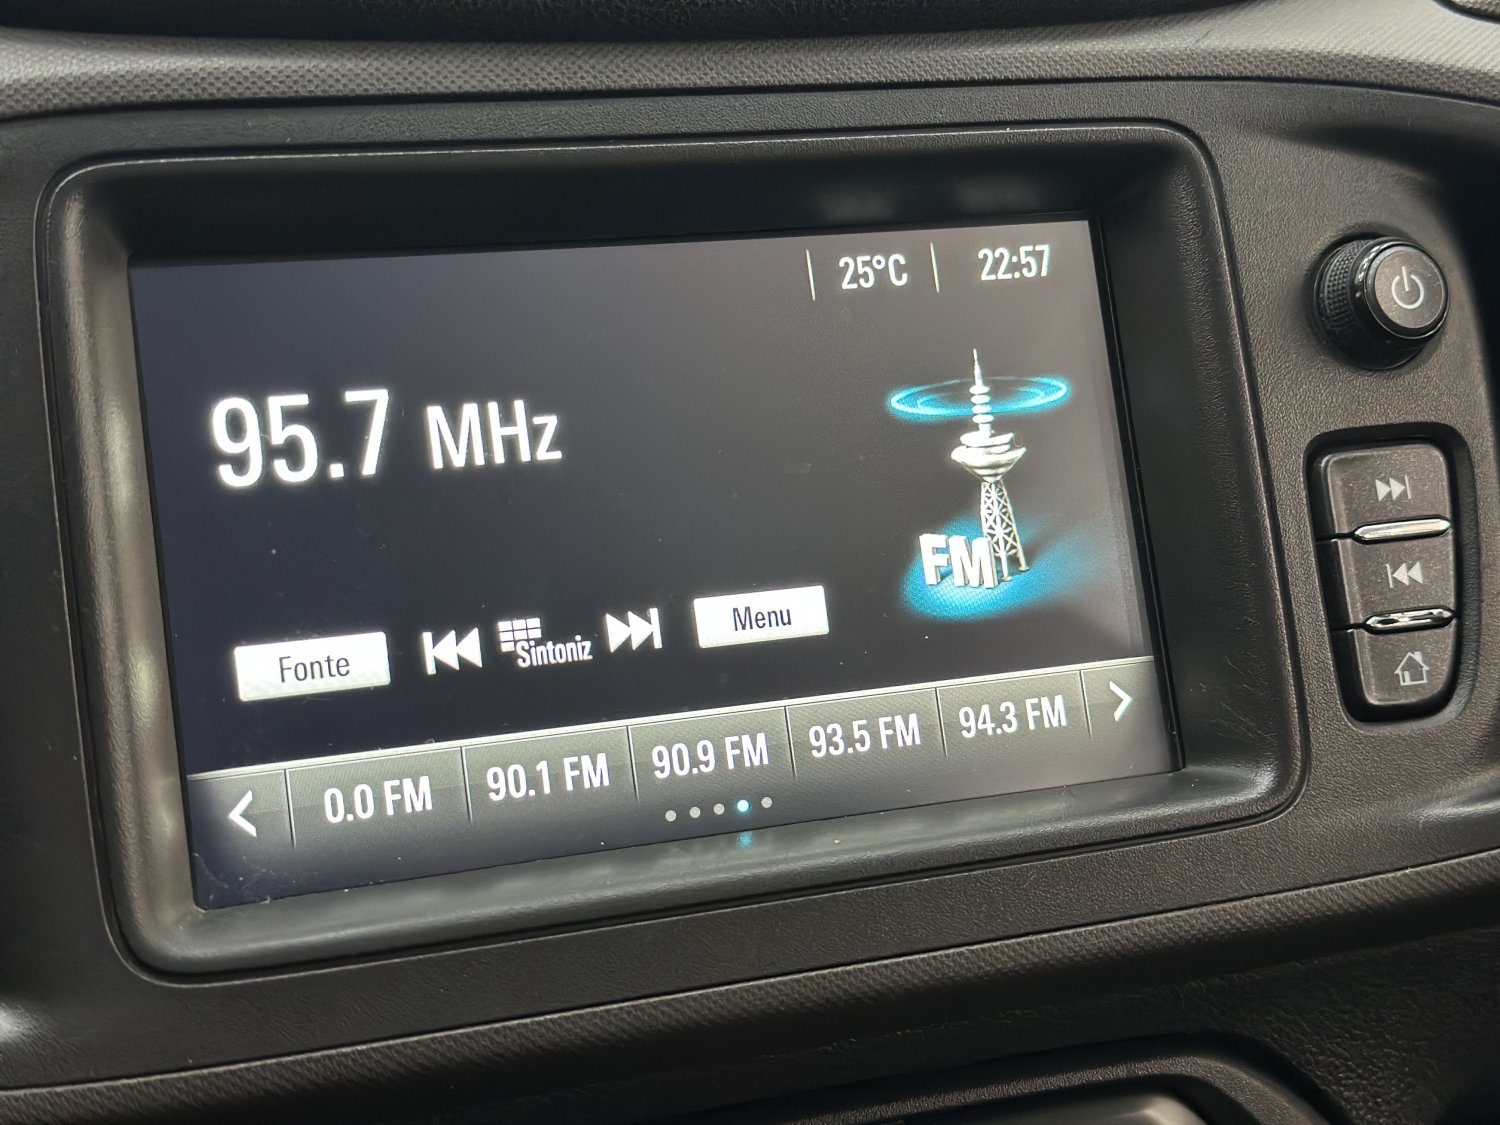 25°C 22:57
95.7 MHz
FM
Fonte Sintoniz Menu
0.0 FM 90.1 FM 90.9 FM 93.5 FM 94.3 FM